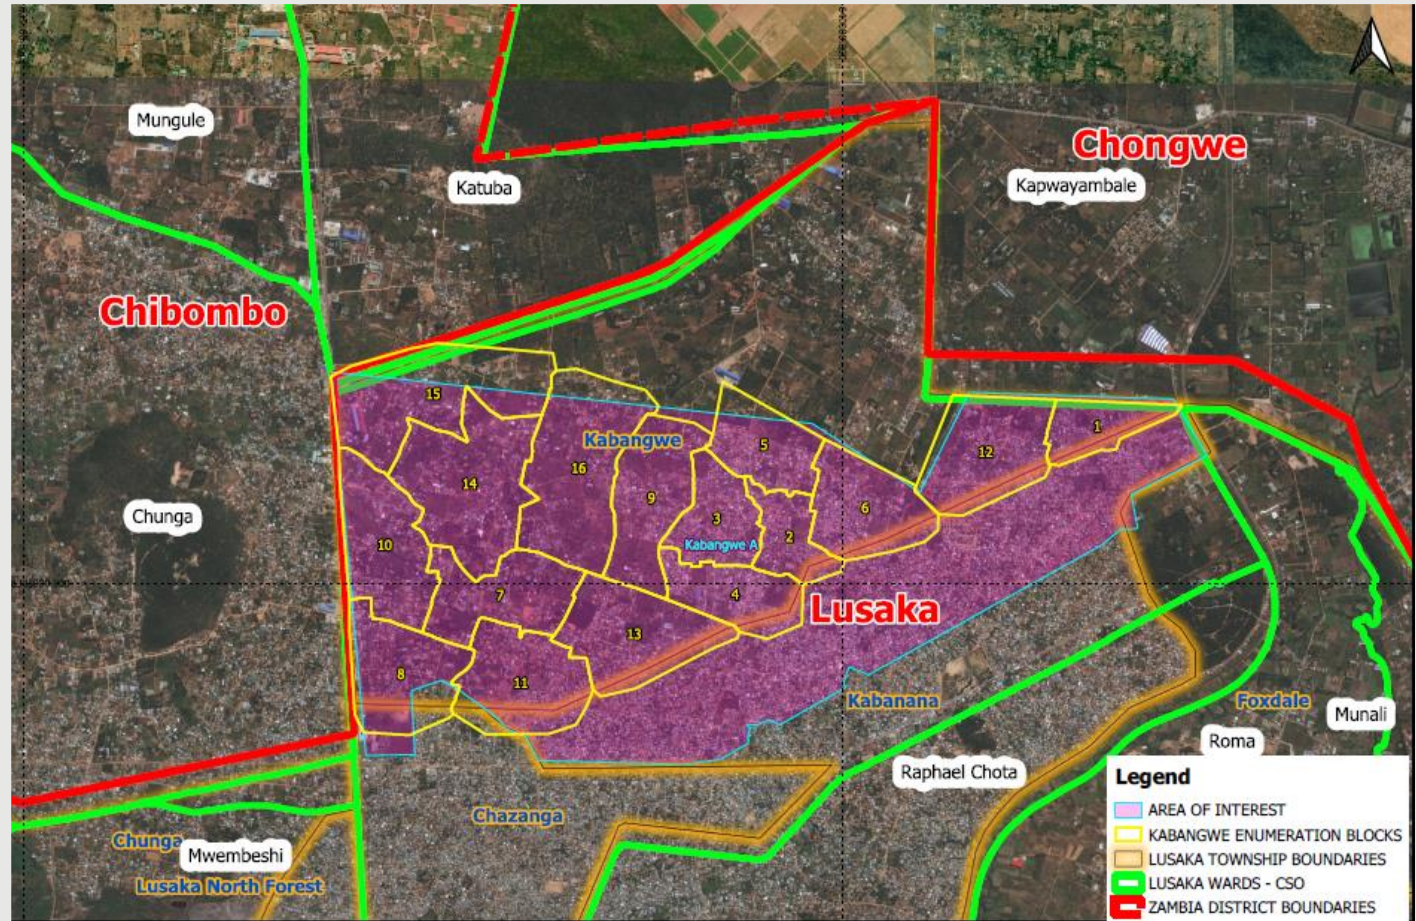 Mungule
Katuba
Chongwe
Kapwayambale
Chibombo
15
Kabangwe
5
1
12
16
14
9
6
3
Chunga
2
10
Kabangwe A
7
4
Lusaka
13
8
11
Kabanana
Foxdale
Munali
Roma
Raphael Chota
Chazanga
Chunga
Mwembeshi
Lusaka North Forest
Legend
AREA OF INTEREST
KABANGWE ENUMERATION BLOCKS
LUSAKA TOWNSHIP BOUNDARIES
LUSAKA WARDS - CSO
ZAMBIA DISTRICT BOUNDARIES